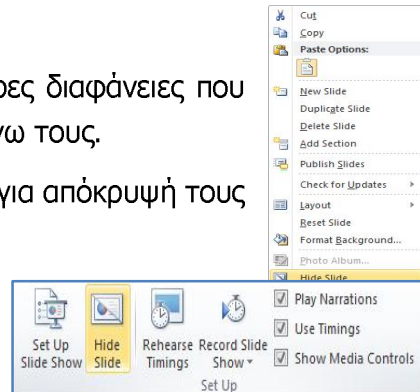 ρες διαφάνειες που
νω τους.
για απόκρυψή τους
Cut
Copy
Paste Options:
New Slide
Duplicate Slide
Delete Slide
Add Section
Publish Slides
Check for Updates
Layout
Reset Slide
Format Background...
Photo Album...
Hide Slide
Set Up Slide Show
Hide Slide
Rehearse Timings
Record Slide Show
Play Narrations
Use Timings
Show Media Controls
Set Up